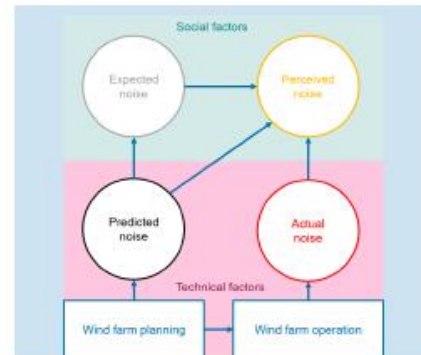 Social factors
Expected
noise
Perceived
noise
Predicted
noise
Actual
noise
Technical factors
Wind farm planning
Wind farm operation